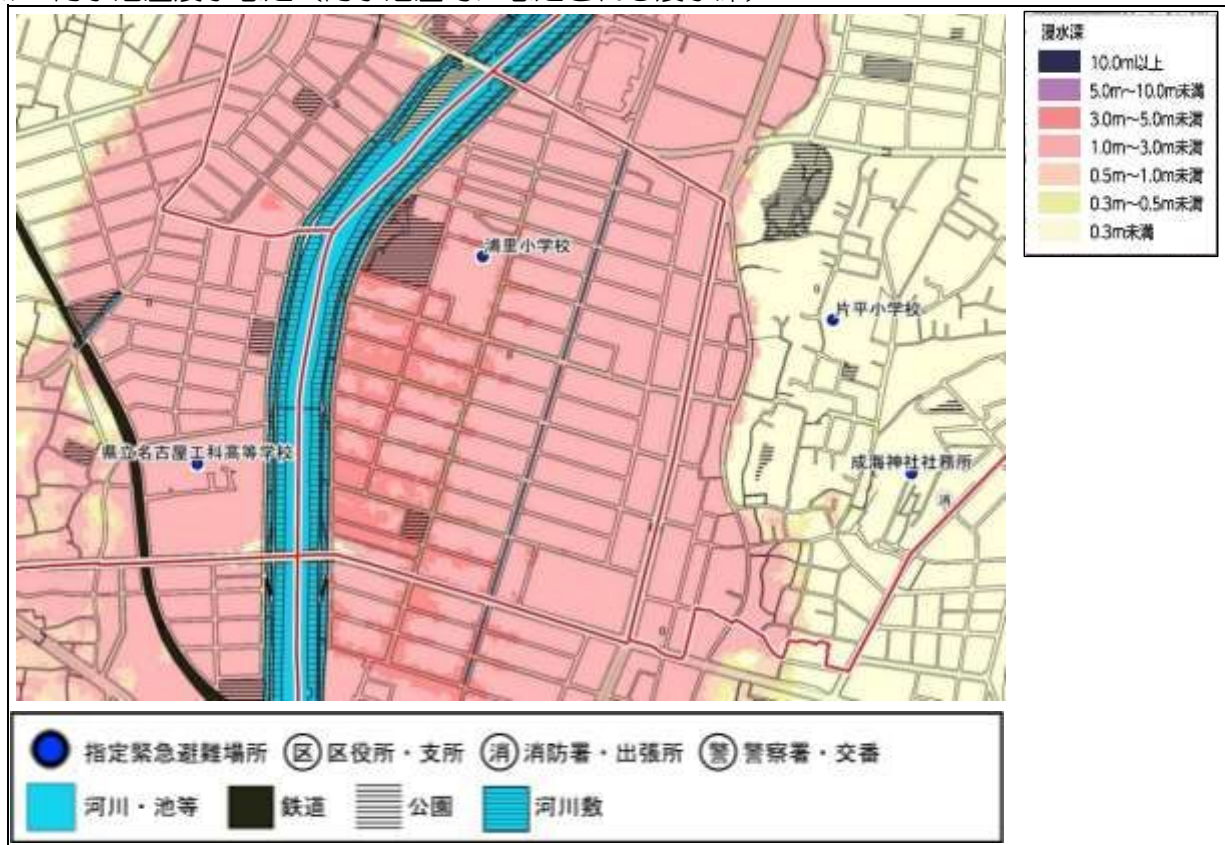 浸水深
10.0m以上
5.0m～10.0m未満
3.0m～5.0m未満
1.0m～3.0m未満
0.5m～1.0m未満
0.3m～0.5m未満
0.3m未満
浦里小学校
片平小学校
県立名古屋工科高等学校
成海神社社務所
消
指定緊急避難場所 区 区役所・支所 消 消防署・出張所 警 警察署・交番
河川・池等 鉄道 公園 河川敷